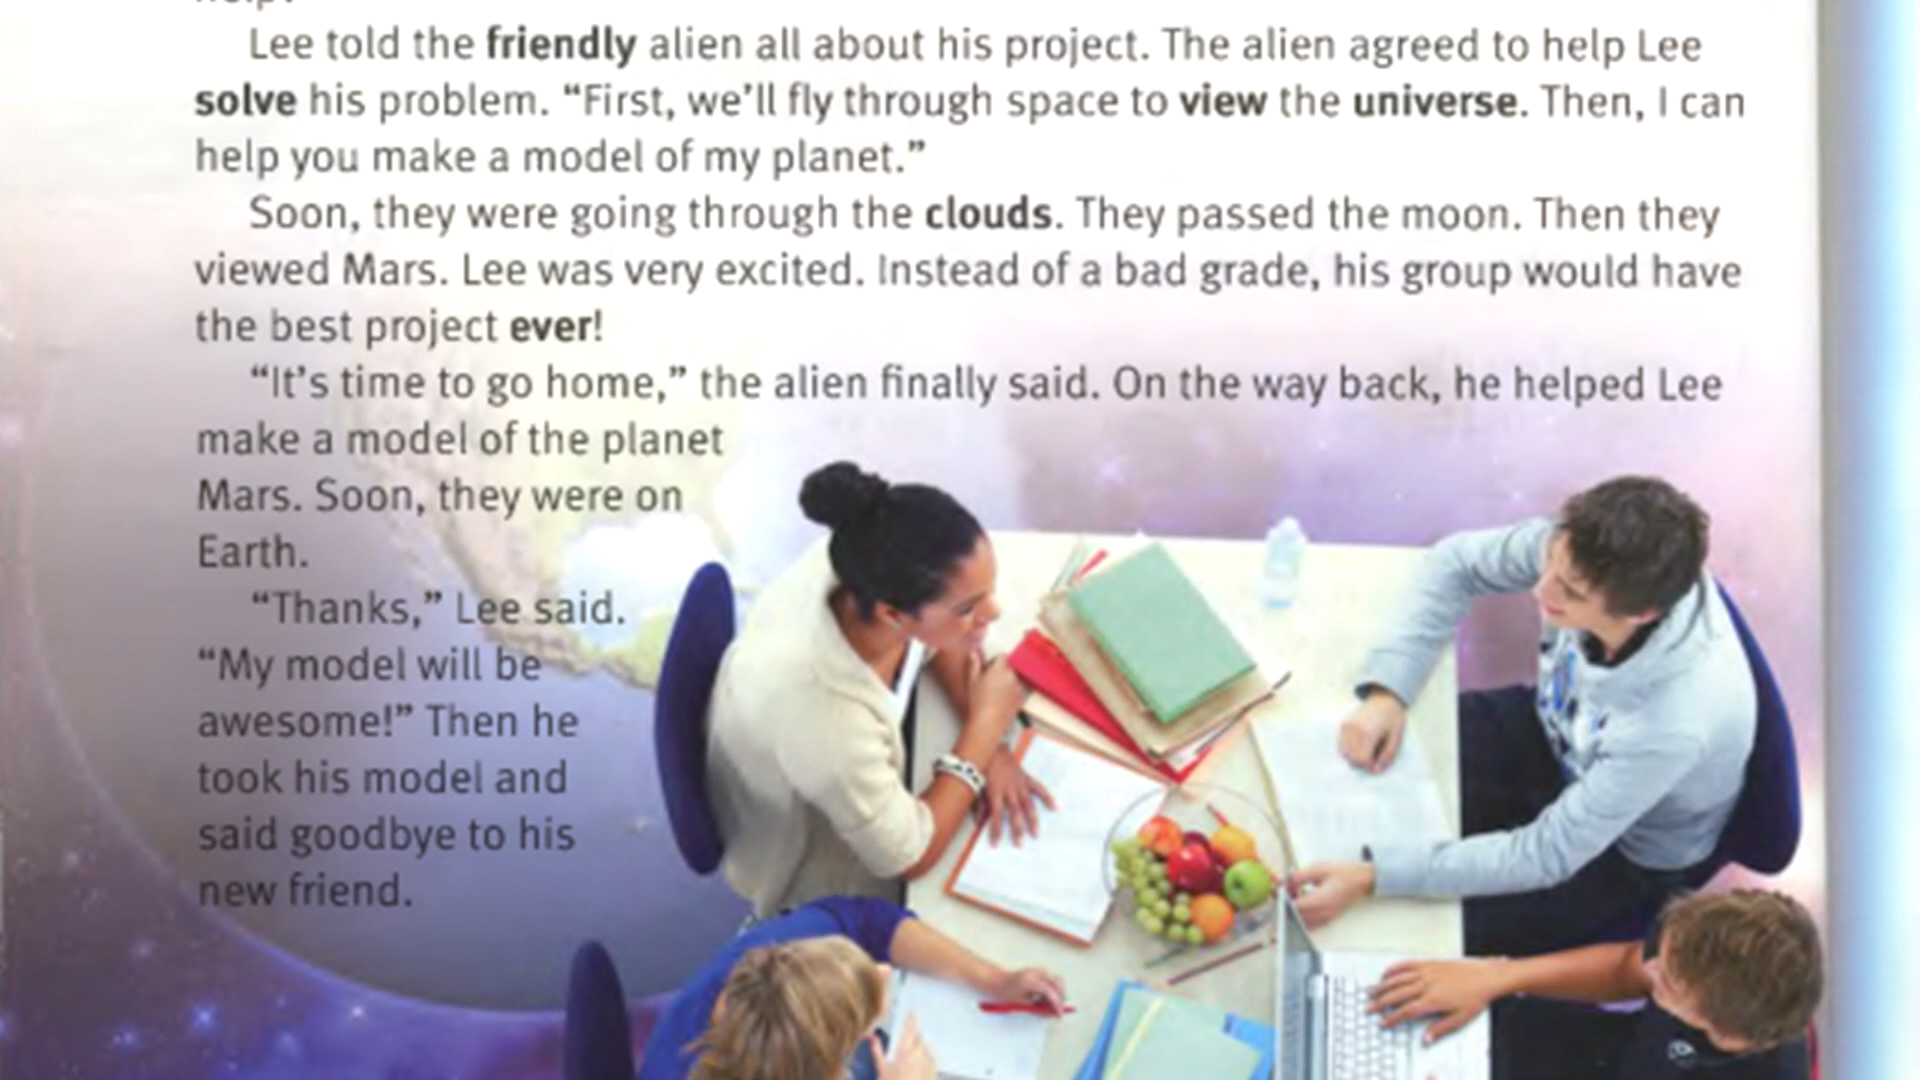 Lee told the friendly alien all about his project. The alien agreed to help Lee
solve his problem. “First, we’ll fly through space to view the universe. Then, I can
help you make a model of my planet.”
Soon, they were going through the clouds. They passed the moon. Then they
viewed Mars. Lee was very excited. Instead of a bad grade, his group would have
the best project ever!
“It’s time to go home,” the alien finally said. On the way back, he helped Lee
make a model of the planet
Mars. Soon, they were on
Earth.
“Thanks,” Lee said.
“My model will be
awesome!” Then he
took his model and
said goodbye to his
new friend.